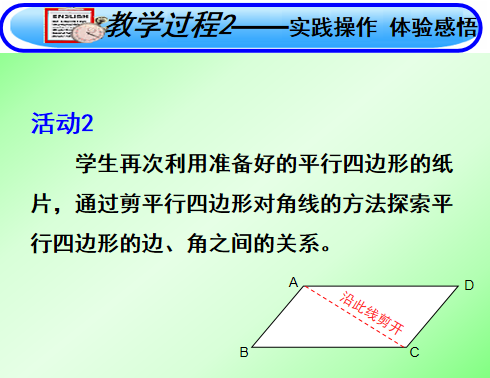 ENGLISH
教学过程2——实践操作 体验感悟
活动2
学生再次利用准备好的平行四边形的纸
片，通过剪平行四边形对角线的方法探索平
行四边形的边、角之间的关系。
A
D
沿此线剪开
B
C